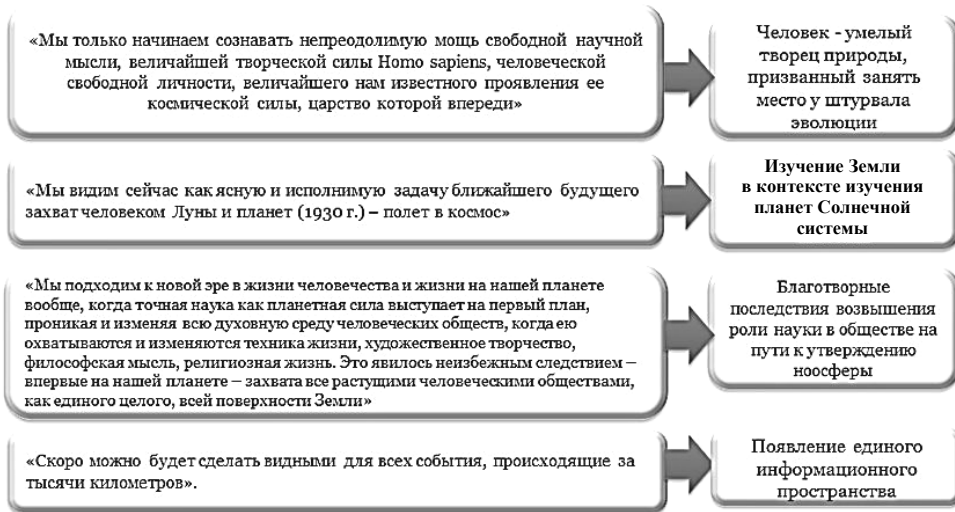 «Мы только начинаем сознавать непреодолимую мощь свободной научной
мысли, величайшей творческой силы Homo sapiens, человеческой
свободной личности, величайшего нам известного проявления ее
космической силы, царство которой впереди»
Человек - умелый
творец природы,
призванный занять
место у штурвала
эволюции
«Мы видим сейчас как ясную и исполнимую задачу ближайшего будущего
захват человеком Луны и планет (1930 г.) – полет в космос»
Изучение Земли
в контексте изучения
планет Солнечной
системы
«Мы подходим к новой эре в жизни человечества и жизни на нашей планете
вообще, когда точная наука как планетная сила выступает на первый план,
проникая и изменяя всю духовную среду человеческих обществ, когда ею
охватываются и изменяются техника жизни, художественное творчество,
философская мысль, религиозная жизнь. Это явилось неизбежным следствием –
впервые на нашей планете – захвата все растущими человеческими обществами,
как единого целого, всей поверхности Земли»
Благотворные
последствия возвышения
роли науки в обществе на
пути к утверждению
ноосферы
«Скоро можно будет сделать видными для всех события, происходящие за
тысячи километров».
Появление единого
информационного
пространства